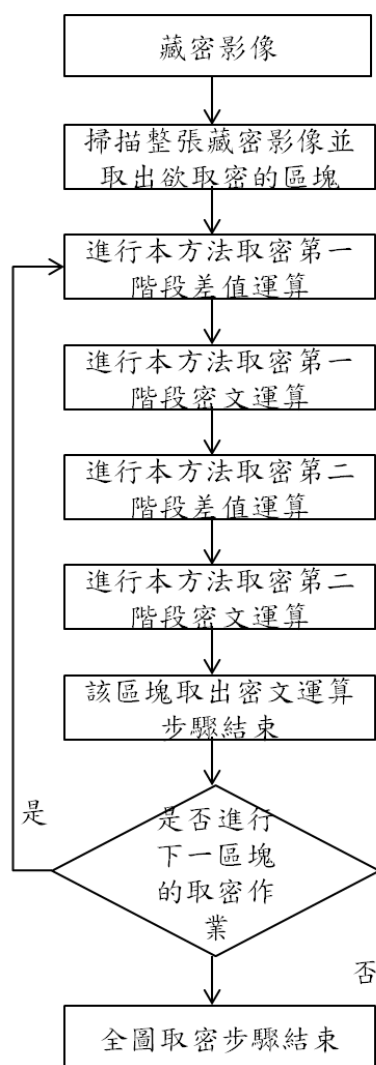 藏密影像
掃描整張藏密影像並
取出欲取密的區塊
進行本方法取密第一
階段差值運算
進行本方法取密第一
階段密文運算
進行本方法取密第二
階段差值運算
進行本方法取密第二
階段密文運算
該區塊取出密文運算
步驟結束
是
是否進行
下一區塊
的取密作
業
否
全圖取密步驟結束